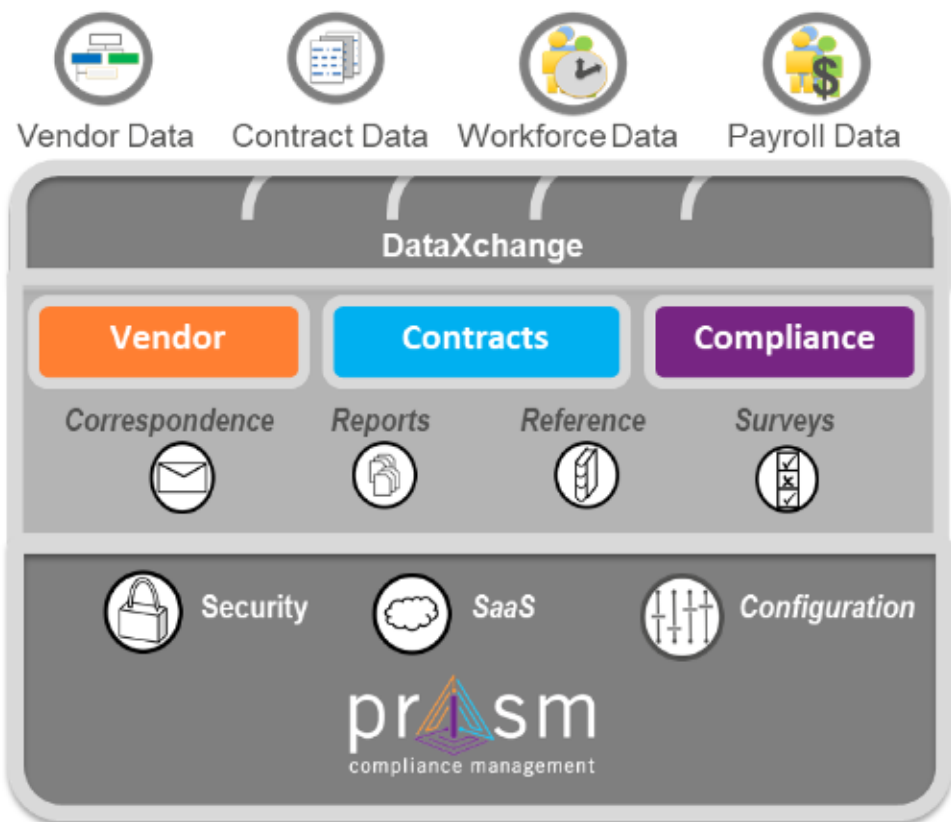 Vendor Data Contract Data Workforce Data Payroll Data
DataXchange
Vendor Contracts Compliance
Correspondence Reports Reference Surveys
Security SaaS Configuration
prism
compliance management